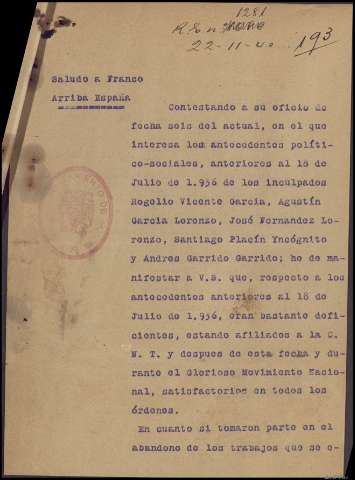 1281
R.S. n
22-11-40
193
Saludo a Franco
Arriba España
Contestando a su oficio de
fecha seis del actual, en el que
interesa los antecedentes políti-
co-sociales, anteriores al 18 de
Julio de 1.936 de los inculpados
Rogelio Vicente Garcia, Agustín
Garcia Lorenzo, José Fernandez Lo-
renzo, Santiago Placín Yncógnito
y Andres Garrido Garrido; he de ma-
nifestar a V.S. que, respecto a los
antecedentes anteriores al 18 de
Julio de 1.936, eran bastante defi-
cientes, estando afiliados a la C.
N. T. y despues de esta fecha y du-
rante el Glorioso Movimiento Nacio-
nal, satisfactorios en todos los
órdenes.
En cuanto si tomaron parte en el
abandono de los trabajos que se e-